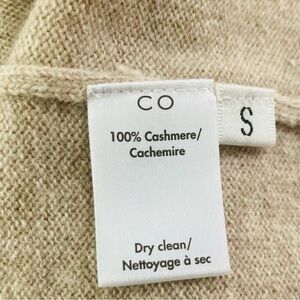 CO
S
100% Cashmere/
Cachemire
Dry clean/
Nettoyage à sec